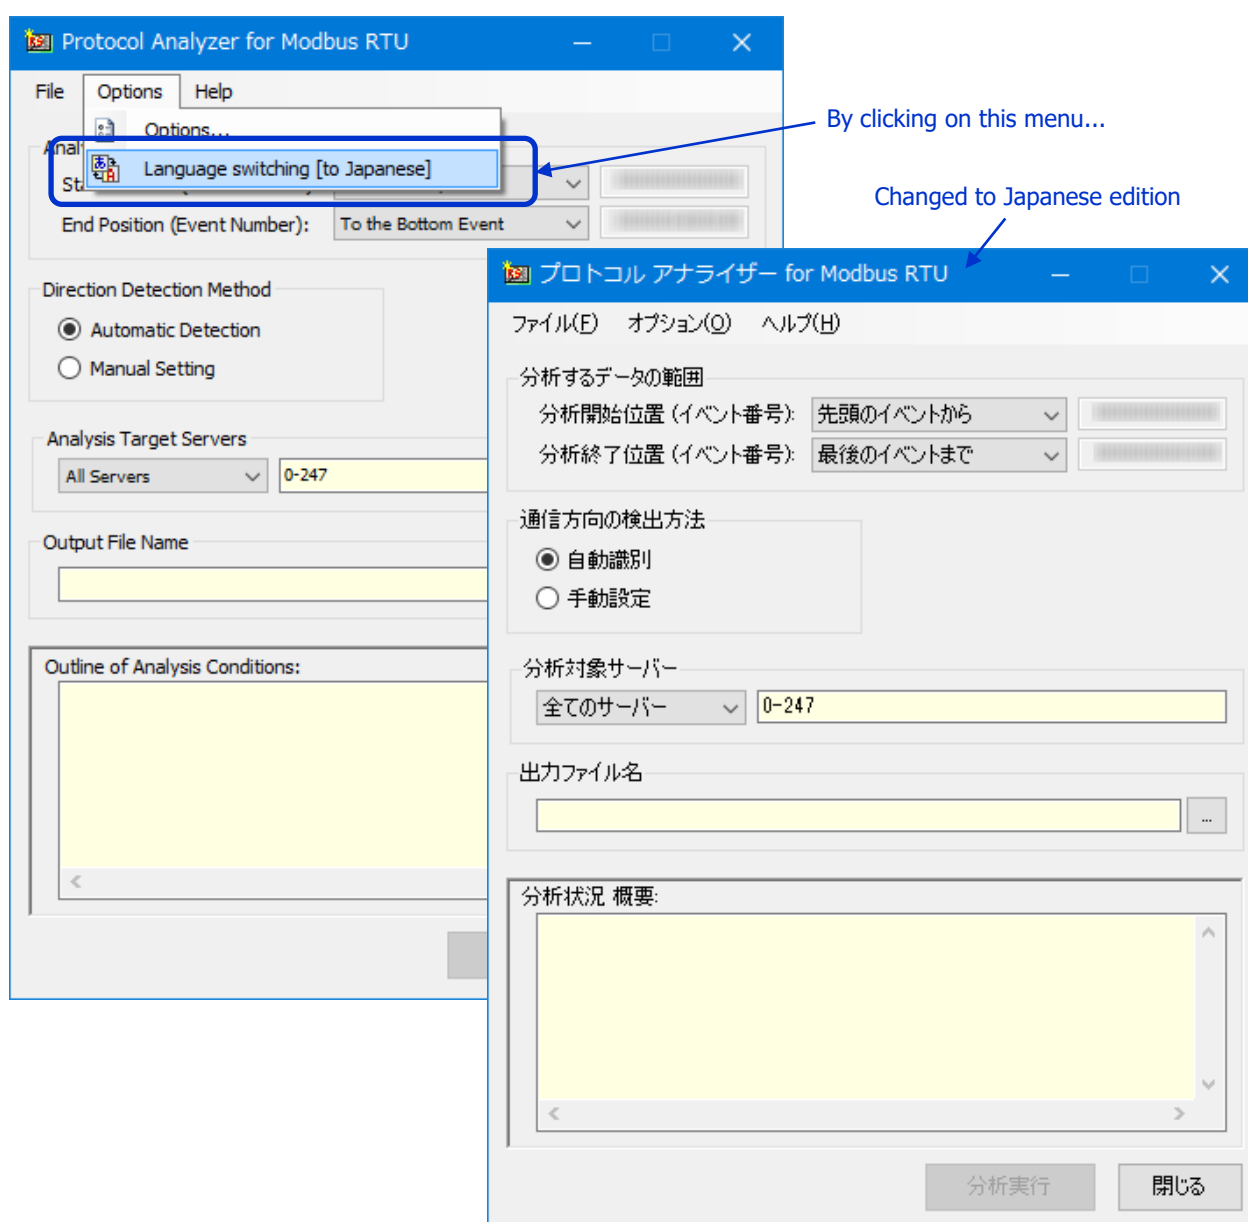 Protocol Analyzer for Modbus RTU
File Options Help
Options...
Language switching [to Japanese]
End Position (Event Number): To the Bottom Event
Direction Detection Method
Automatic Detection
Manual Setting
Analysis Target Servers
All Servers 0-247
Output File Name
Outline of Analysis Conditions:
By clicking on this menu...
Changed to Japanese edition
プロトコル アナライザー for Modbus RTU
ファイル(F) オプション(O) ヘルプ(H)
分析するデータの範囲
分析開始位置 (イベント番号): 先頭のイベントから
分析終了位置 (イベント番号): 最後のイベントまで
通信方向の検出方法
自動識別
手動設定
分析対象サーバー
全てのサーバー 0-247
出力ファイル名
...
分析状況 概要:
分析実行 閉じる